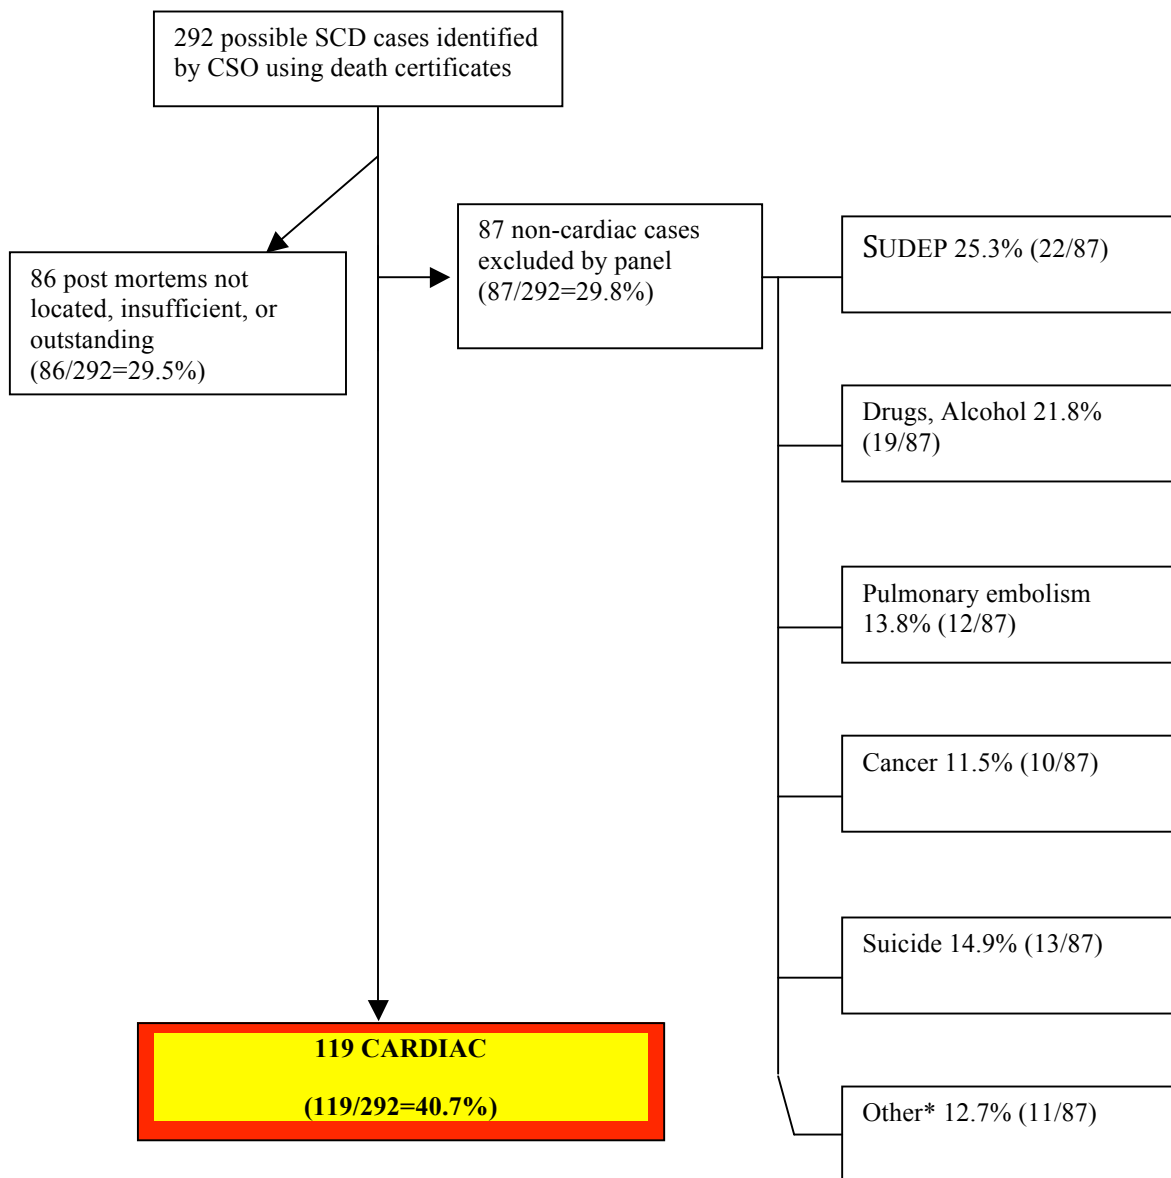 292 possible SCD cases identified
by CSO using death certificates
86 post mortems not
located, insufficient, or
outstanding
(86/292=29.5%)
87 non-cardiac cases
excluded by panel
(87/292=29.8%)
SUDEP 25.3% (22/87)
Drugs, Alcohol 21.8%
(19/87)
Pulmonary embolism
13.8% (12/87)
Cancer 11.5% (10/87)
Suicide 14.9% (13/87)
Other* 12.7% (11/87)
119 CARDIAC
(119/292=40.7%)